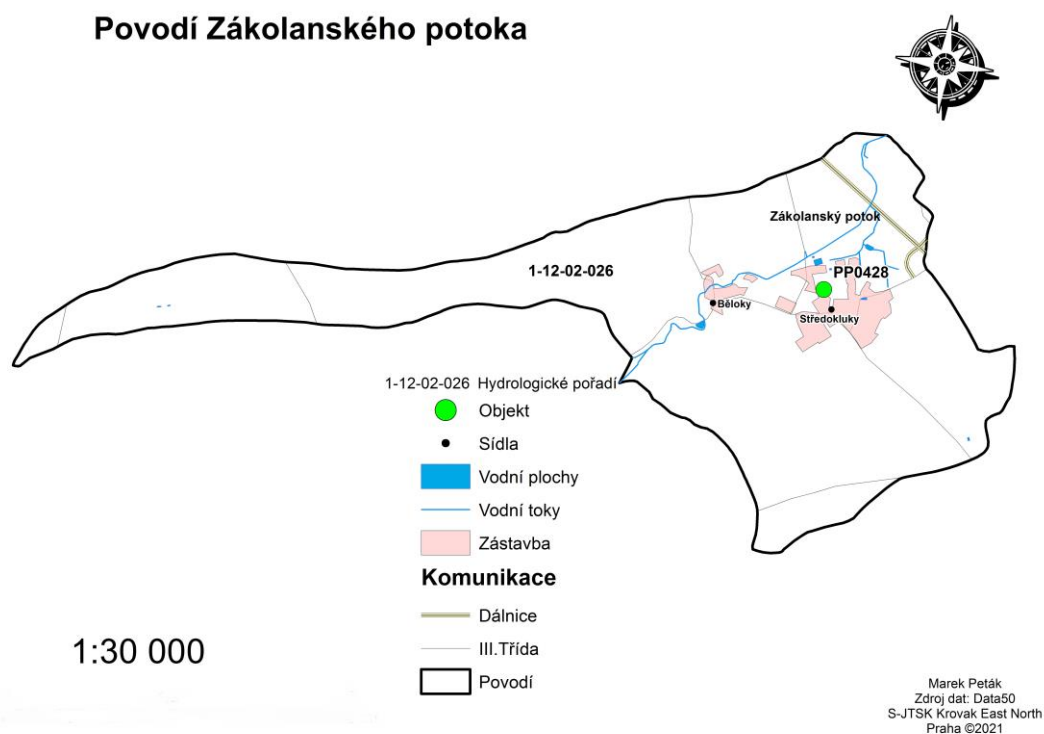 Povodí Zákolanského potoka
Zákolanský potok
1-12-02-026
PP0428
Běloky
Středokluky
1-12-02-026 Hydrologické pořadí
Objekt
Sídla
Vodní plochy
Vodní toky
Zástavba
Komunikace
Dálnice
III.Třída
Povodí
1:30 000
Marek Peták
Zdroj dat: Data50
S-JTSK Krovak East North
Praha ©2021